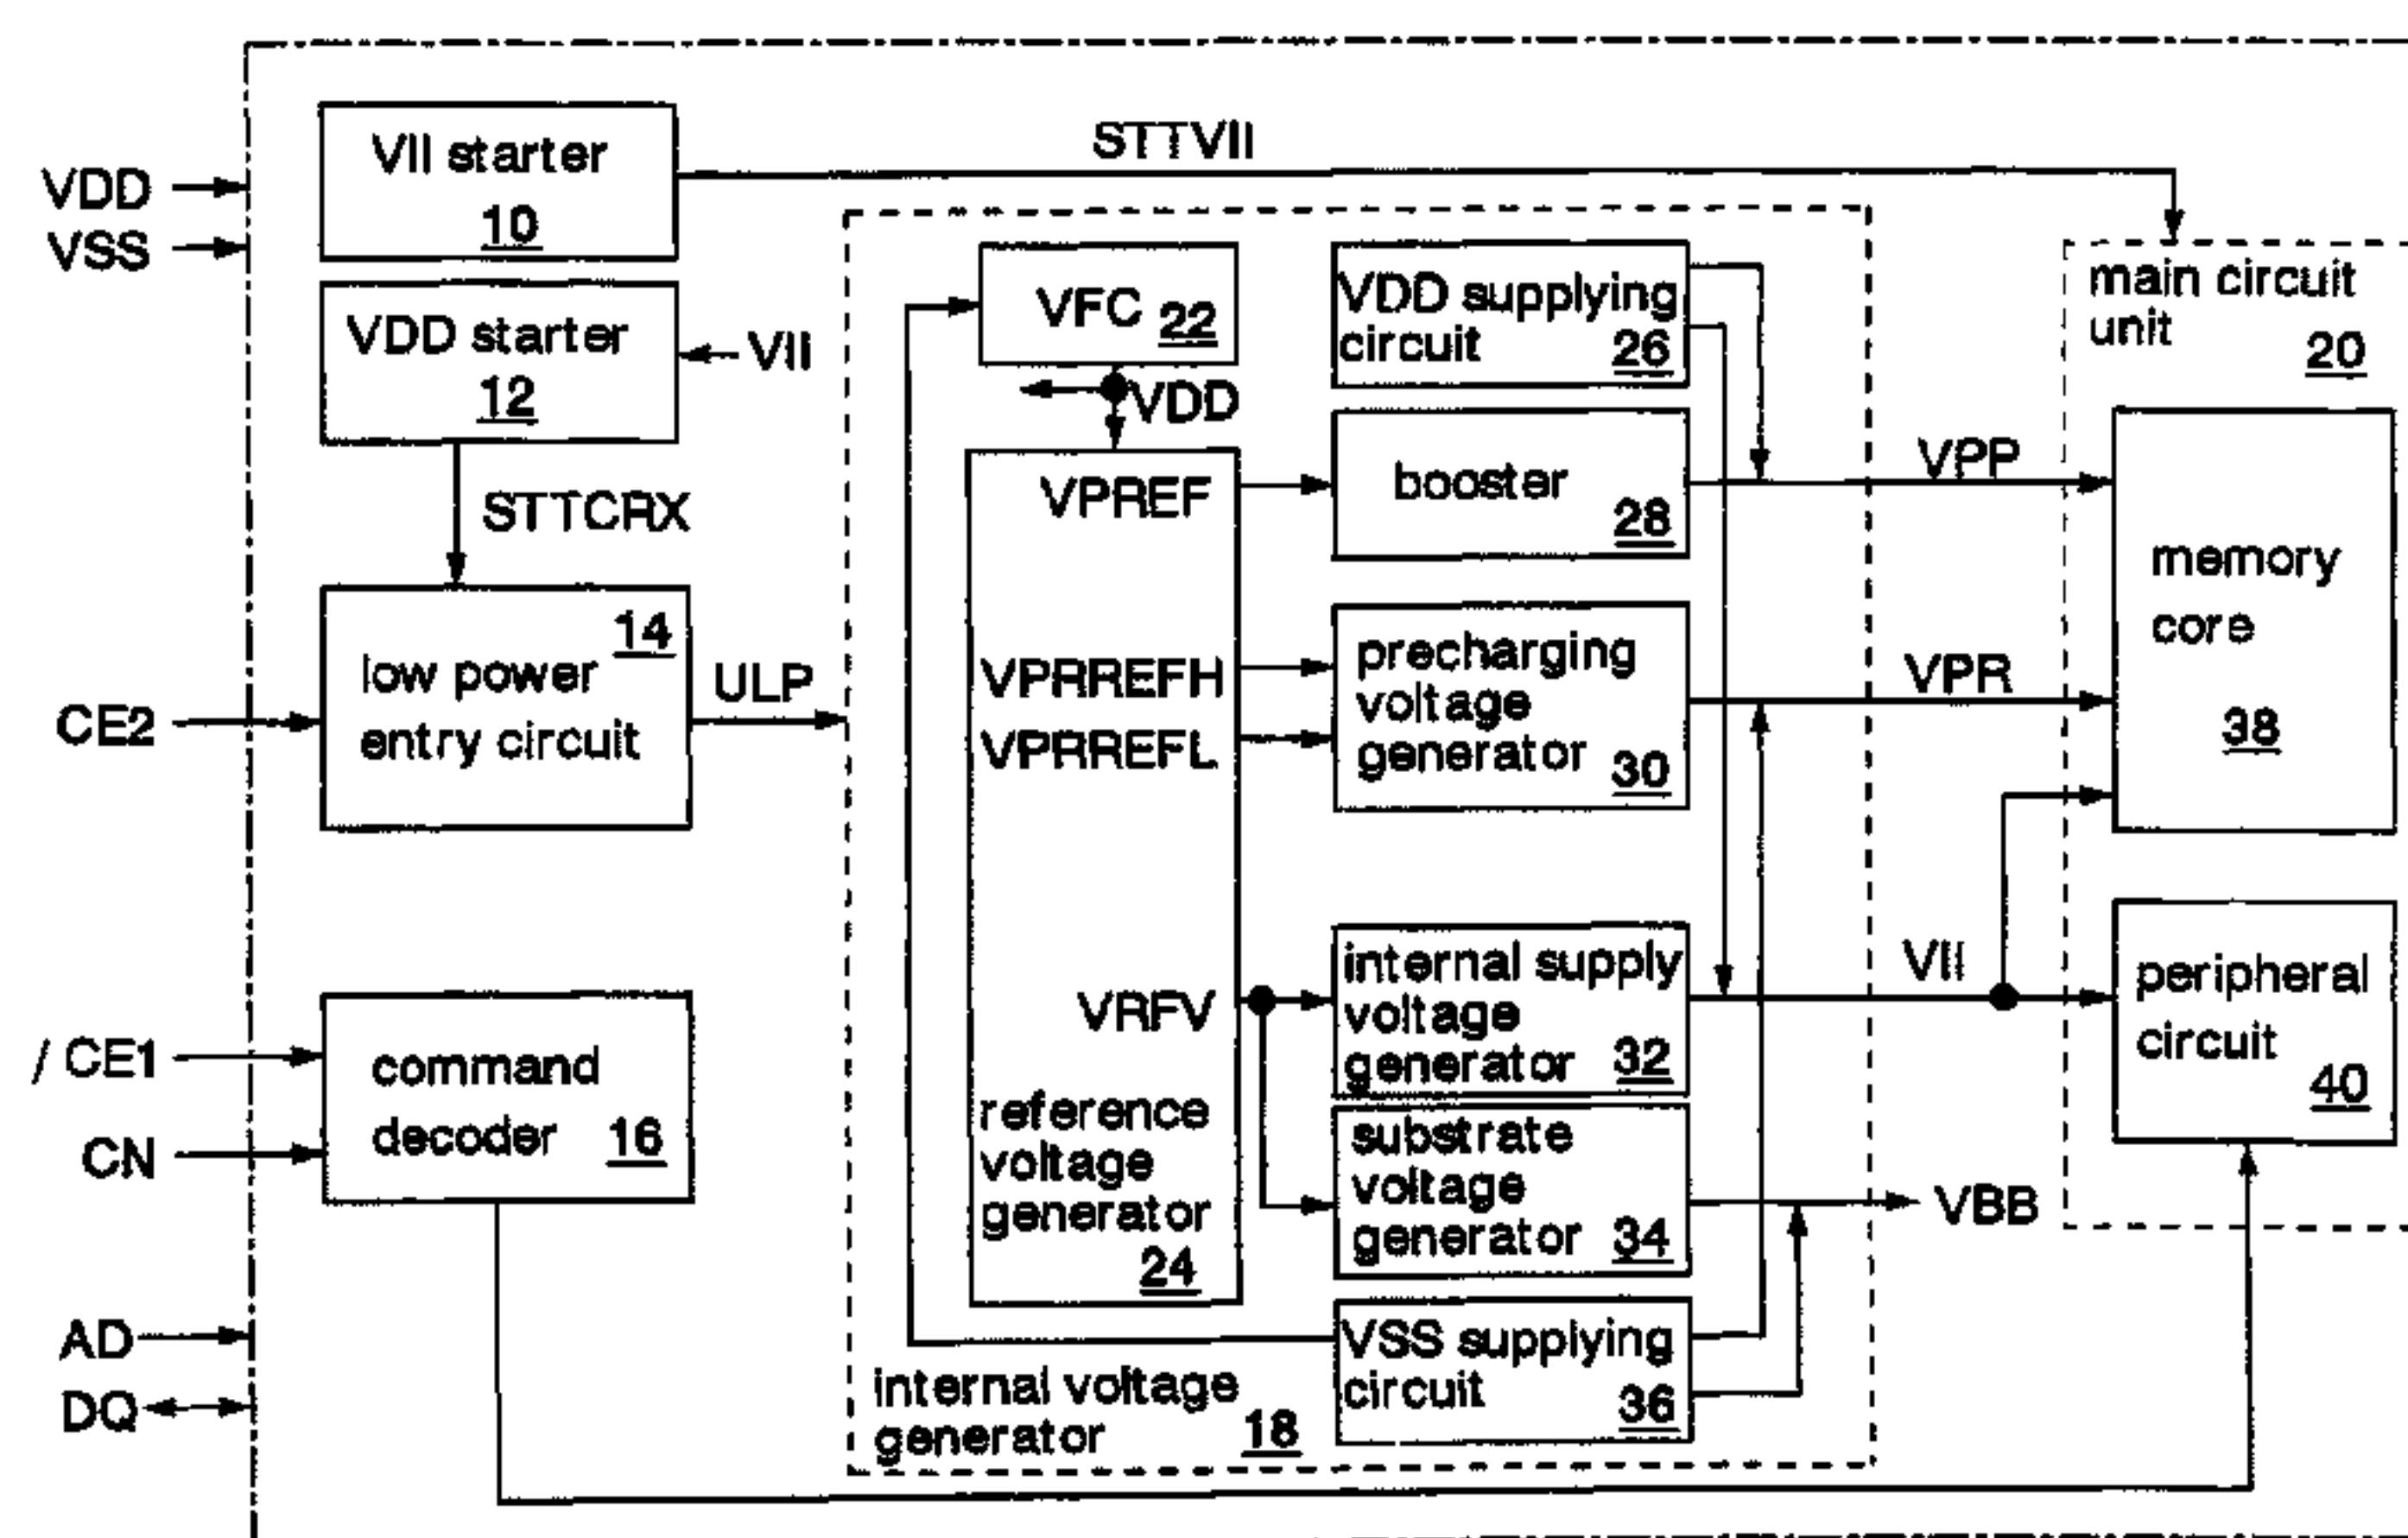 VDD
VSS
VII starter
10
VDD starter
12
VII
STTCRX
STTVII
CE2
14
low power
entry circuit
ULP
/ CE1
CN
command
decoder 16
AD
DQ
VFC 22
VDD
VPREF
VPRREFH
VPRREFL
VRFV
reference
voltage
generator
24
VDD supplying
circuit 26
booster
28
precharging
voltage
generator 30
internal supply
voltage
generator 32
substrate
voltage
generator 34
VSS supplying
circuit 36
internal voltage
generator 18
VPP
VPR
VII
VBB
main circuit
unit 20
memory
core
38
peripheral
circuit
40